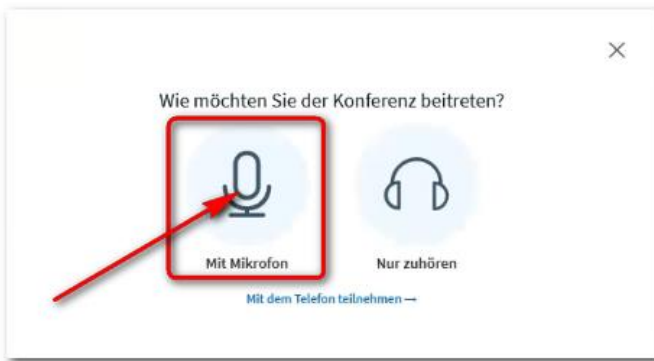 Wie möchten Sie der Konferenz beitreten?
Mit Mikrofon Nur zuhören
Mit dem Telefon teilnehmen →